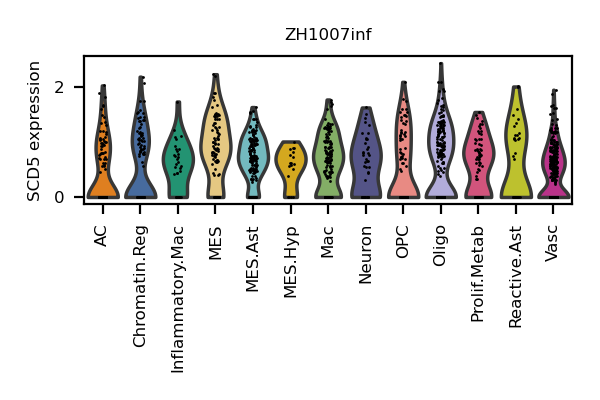 ZH1007inf
SCD5 expression
2
0
AC
Chromatin.Reg
Inflammatory.Mac
MES
MES.Ast
MES.Hyp
Mac
Neuron
OPC
Oligo
Prolif.Metab
Reactive.Ast
Vasc